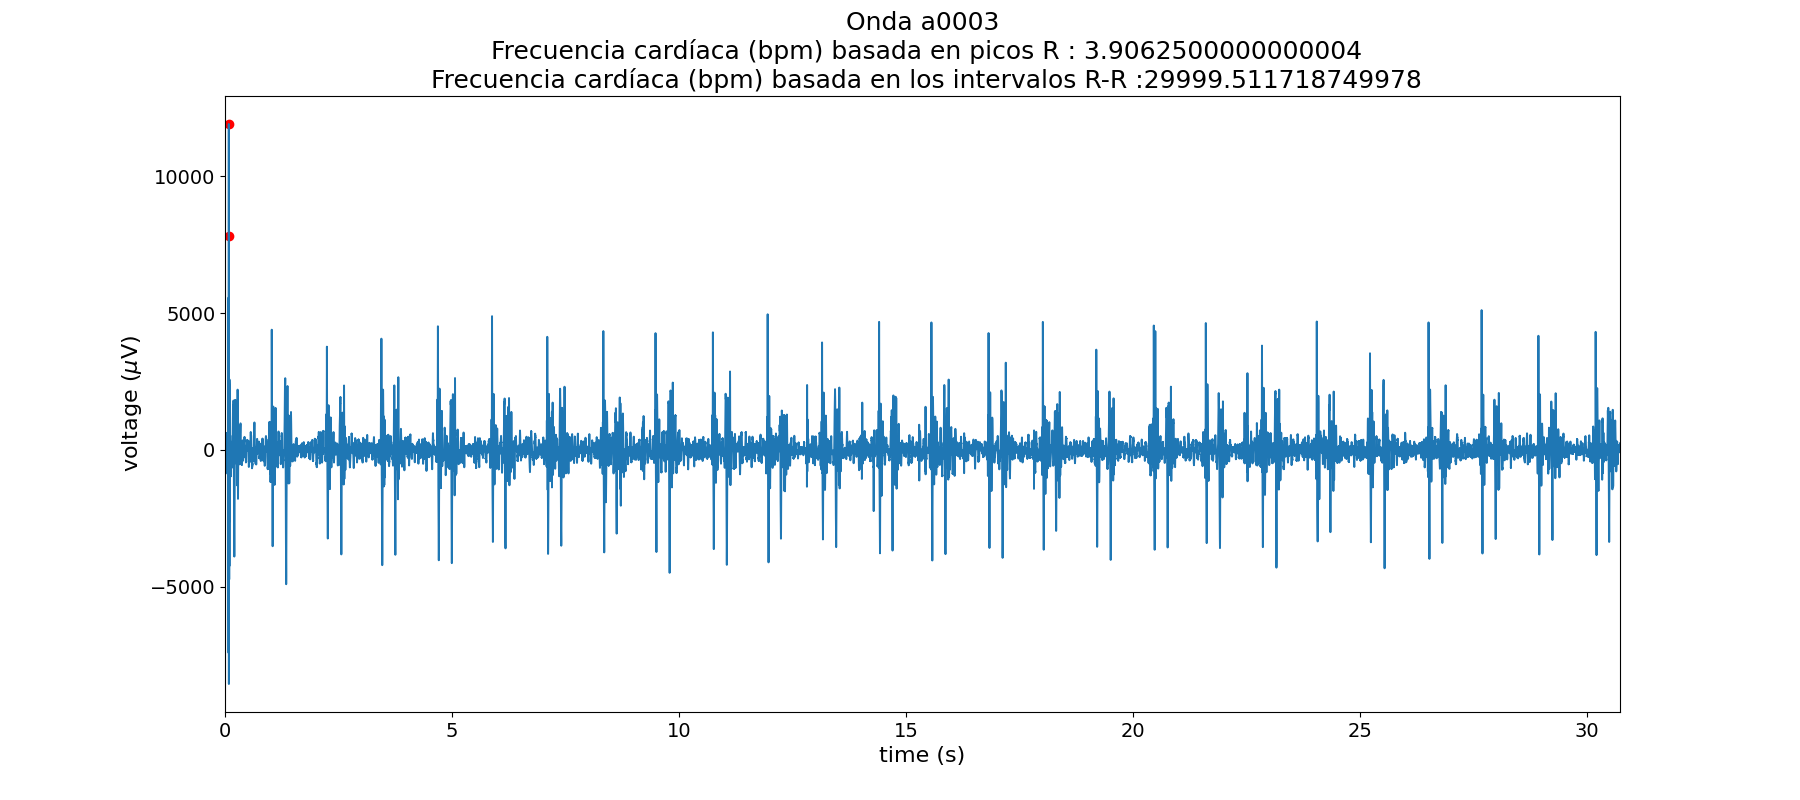 Onda a0003
Frecuencia cardíaca (bpm) basada en picos R : 3.9062500000000004
Frecuencia cardíaca (bpm) basada en los intervalos R-R :29999.511718749978
10000
5000
0
−5000
voltage (μV)
0 5 10 15 20 25 30
time (s)